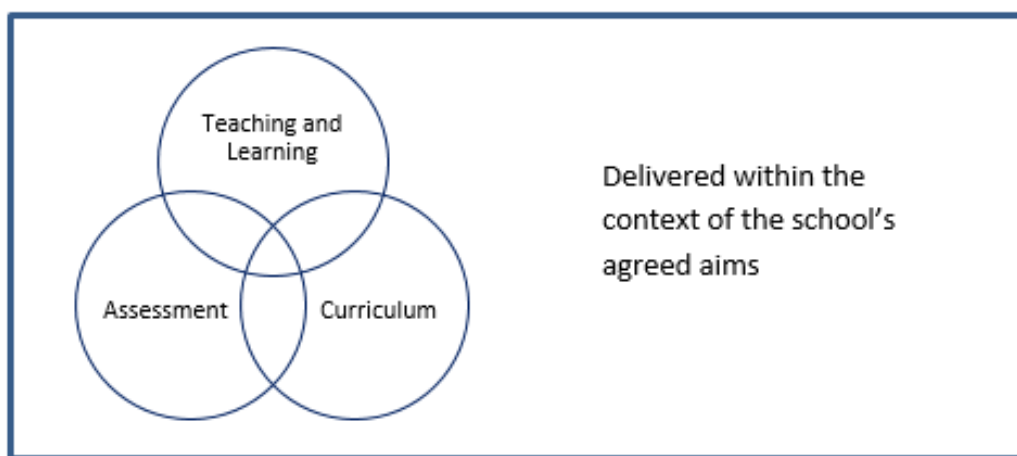 Teaching and
Learning
Assessment
Curriculum
Delivered within the
context of the school’s
agreed aims